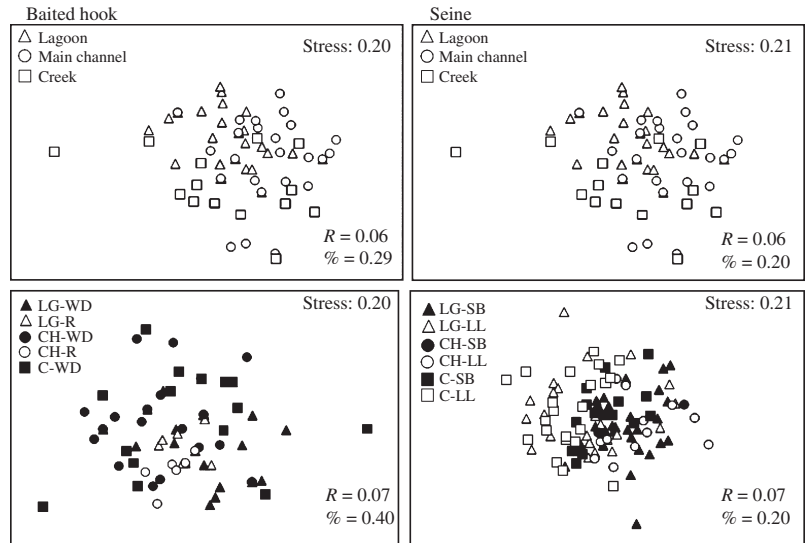 Baited hook
Lagoon
Main channel
Creek
Stress: 0.20
R = 0.06
% = 0.29
Seine
Lagoon
Main channel
Creek
Stress: 0.21
R = 0.06
% = 0.20
LG-WD
LG-R
CH-WD
CH-R
C-WD
Stress: 0.20
R = 0.07
% = 0.40
LG-SB
LG-LL
CH-SB
CH-LL
C-SB
C-LL
Stress: 0.21
R = 0.07
% = 0.20